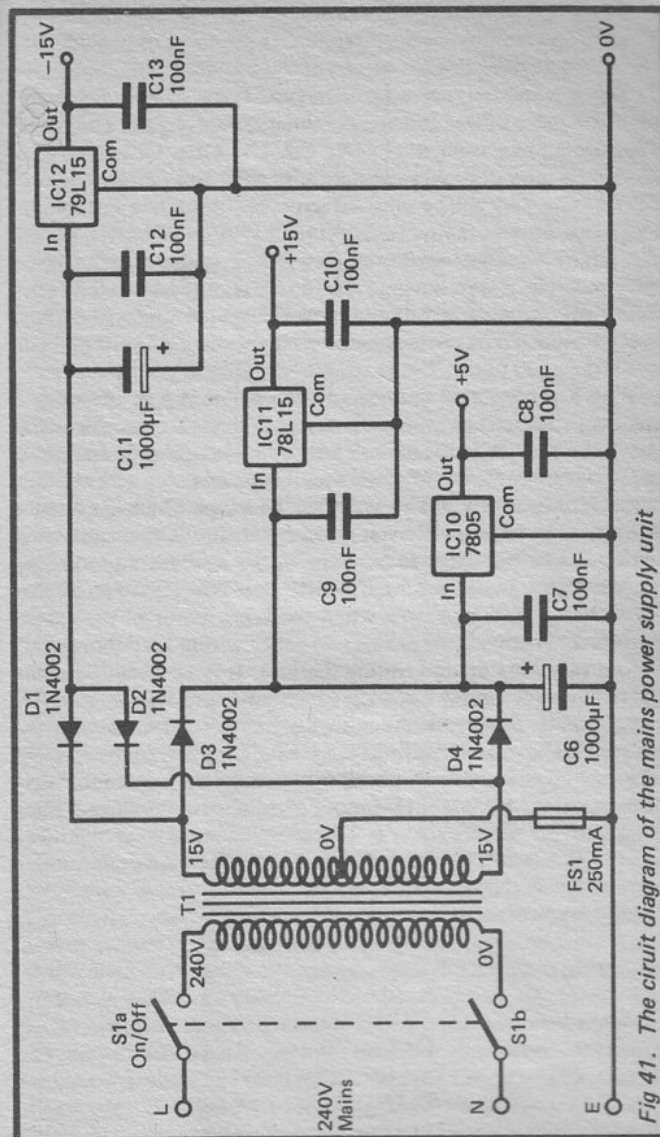 D1
1N4002
D2
1N4002
D3
1N4002
D4
1N4002
C11
1000µF
+
C12
100nF
In
IC12
79L15
Out
Com
C13
100nF
−15V
C9
100nF
In
IC11
78L15
Out
Com
C10
100nF
+15V
C6
1000µF
+
C7
100nF
In
IC10
7805
Out
Com
C8
100nF
+5V
0V
S1a
On/Off
L
240V
Mains
N
S1b
E
240V
0V
T1
15V
0V
15V
FS1
250mA
Fig 41. The ciruit diagram of the mains power supply unit